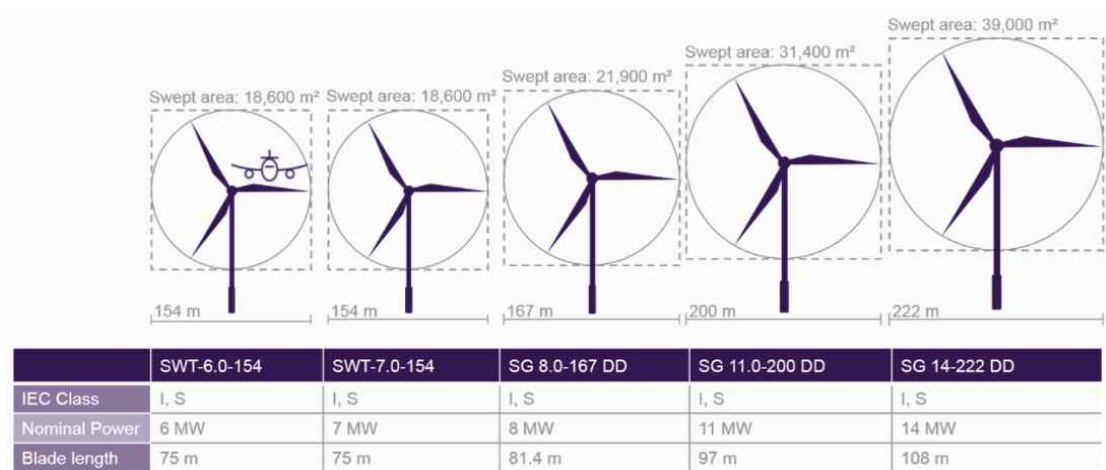 Swept area: 39,000 m²
Swept area: 31,400 m²
Swept area: 21,900 m²
Swept area: 18,600 m² Swept area: 18,600 m²
154 m 154 m 167 m 200 m 222 m
SWT-6.0-154 SWT-7.0-154 SG 8.0-167 DD SG 11.0-200 DD SG 14-222 DD
IEC Class I, S I, S I, S I, S I, S
Nominal Power 6 MW 7 MW 8 MW 11 MW 14 MW
Blade length 75 m 75 m 81.4 m 97 m 108 m